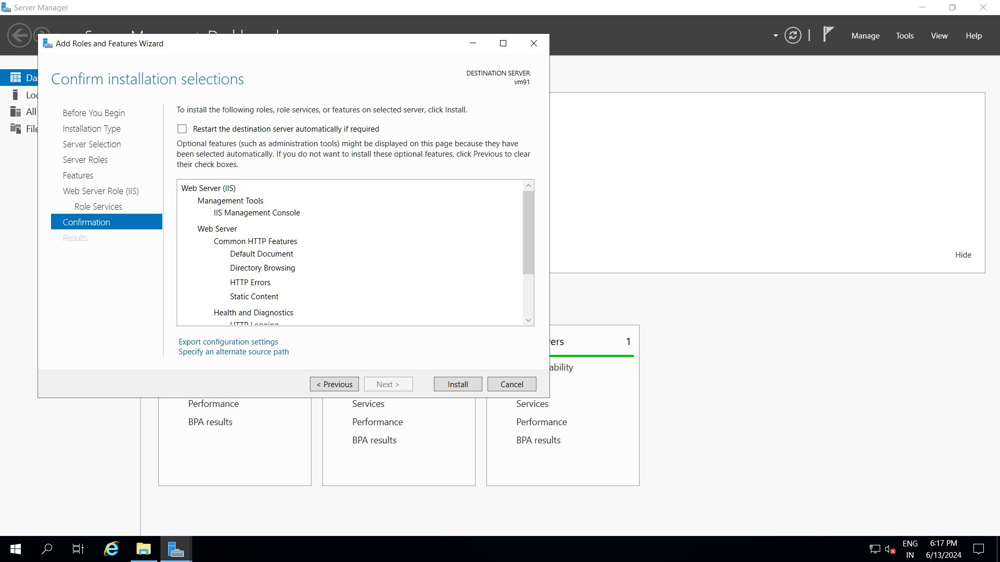 Server Manager
Manage
Tools
View
Help
Add Roles and Features Wizard
Confirm installation selections
DESTINATION SERVER
vm91
Before You Begin
Installation Type
Server Selection
Server Roles
Features
Web Server Role (IIS)
Role Services
Confirmation
Results
To install the following roles, role services, or features on selected server, click Install.
Restart the destination server automatically if required
Optional features (such as administration tools) might be displayed on this page because they have
been selected automatically. If you do not want to install these optional features, click Previous to clear
their check boxes.
Web Server (IIS)
Management Tools
IIS Management Console
Web Server
Common HTTP Features
Default Document
Directory Browsing
HTTP Errors
Static Content
Health and Diagnostics
HTTP Logging
Export configuration settings
Specify an alternate source path
< Previous
Next >
Install
Cancel
All
Hide
1
Performance
BPA results
Services
Performance
BPA results
Services
Performance
BPA results
ENG
IN
6:17 PM
6/13/2024